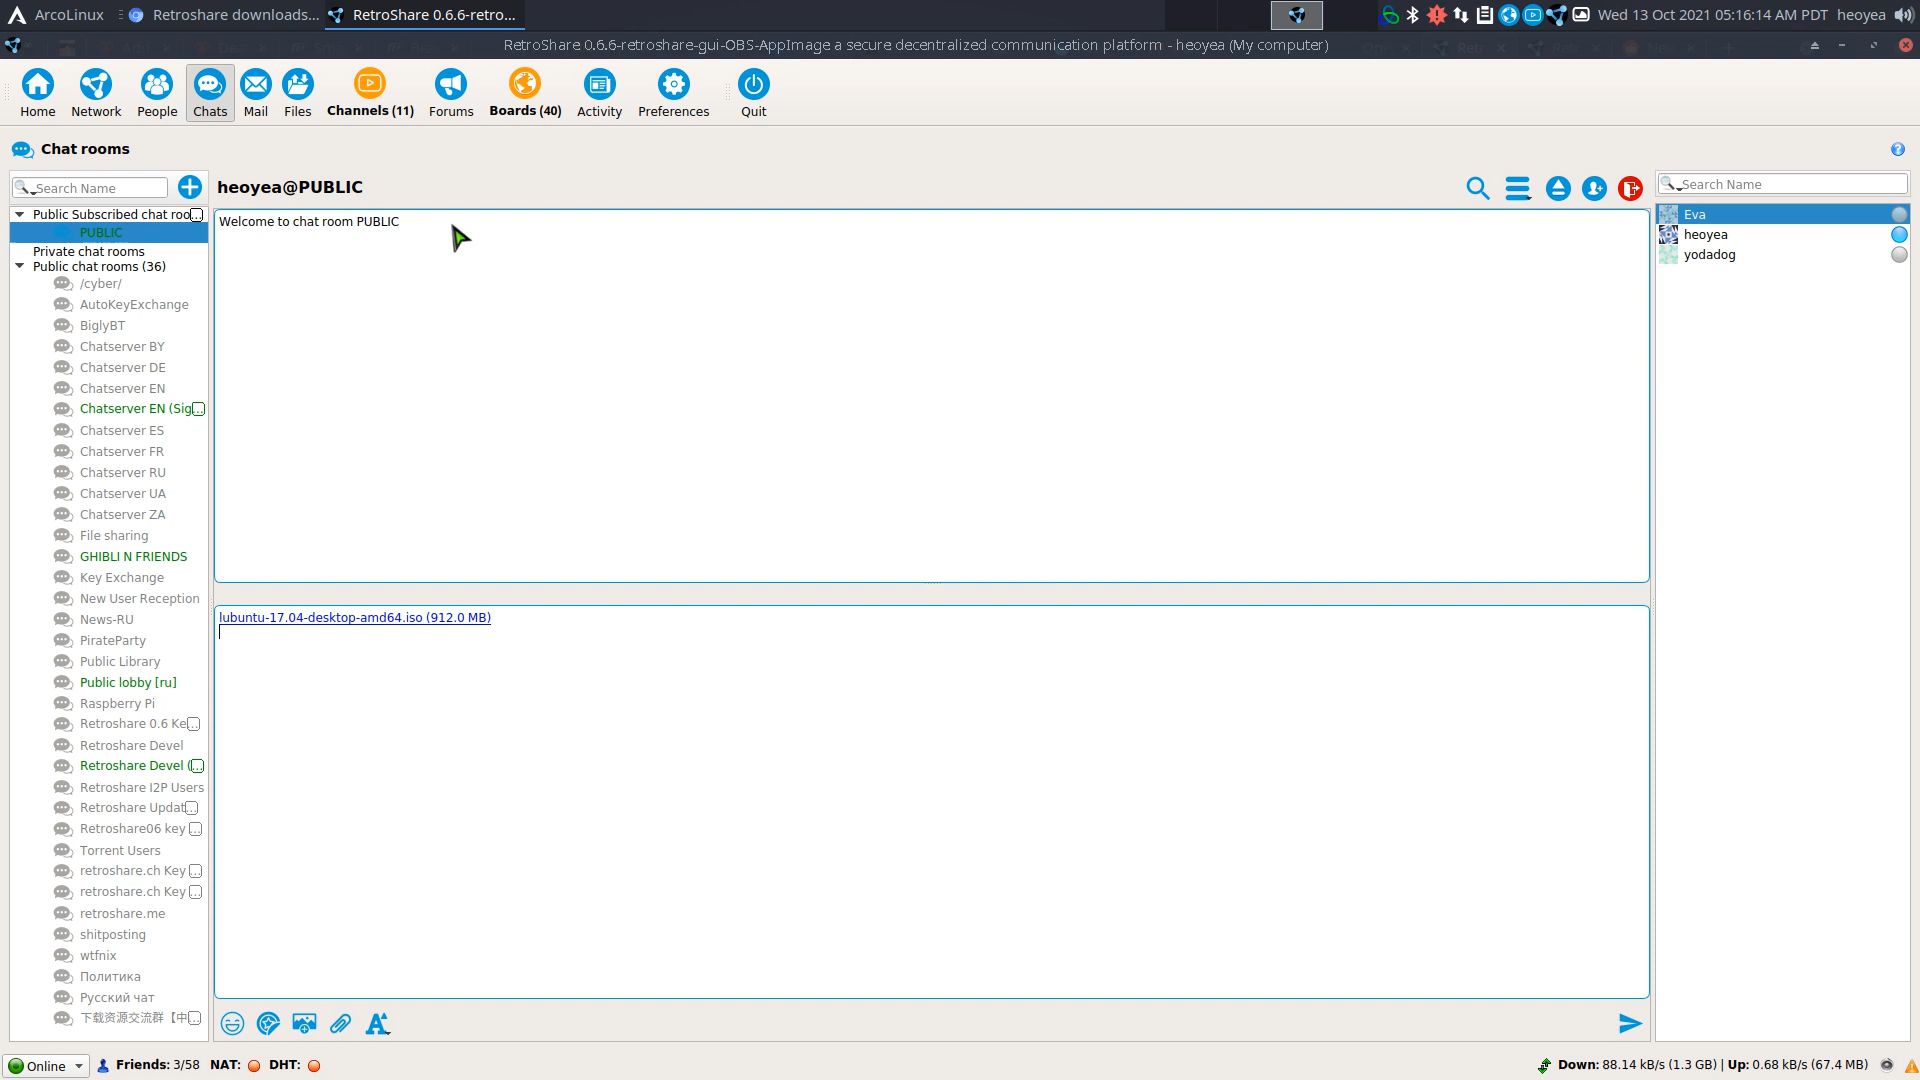 ArcoLinux
Retroshare downloads...
RetroShare 0.6.6-retro...
Wed 13 Oct 2021 05:16:14 AM PDT
heoyea
RetroShare 0.6.6-retroshare-gui-OBS-AppImage a secure decentralized communication platform - heoyea (My computer)
Home
Network
People
Chats
Mail
Files
Channels (11)
Forums
Boards (40)
Activity
Preferences
Quit
Chat rooms
Search Name
heoyea@PUBLIC
Search Name
Public Subscribed chat roo...
PUBLIC
Private chat rooms
Public chat rooms (36)
/cyber/
AutoKeyExchange
BiglyBT
Chatserver BY
Chatserver DE
Chatserver EN
Chatserver EN (Sig...
Chatserver ES
Chatserver FR
Chatserver RU
Chatserver UA
Chatserver ZA
File sharing
GHIBLI N FRIENDS
Key Exchange
New User Reception
News-RU
PirateParty
Public Library
Public lobby [ru]
Raspberry Pi
Retroshare 0.6 Ke...
Retroshare Devel
Retroshare Devel (...
Retroshare I2P Users
Retroshare Updat...
Retroshare06 key ...
Torrent Users
retroshare.ch Key ...
retroshare.ch Key ...
retroshare.me
shitposting
wtfnix
Политика
Русский чат
下载资源交流群【中...
Welcome to chat room PUBLIC
lubuntu-17.04-desktop-amd64.iso (912.0 MB)
Eva
heoyea
yodadog
Online
Friends: 3/58
NAT:
DHT:
Down: 88.14 kB/s (1.3 GB) | Up: 0.68 kB/s (67.4 MB)